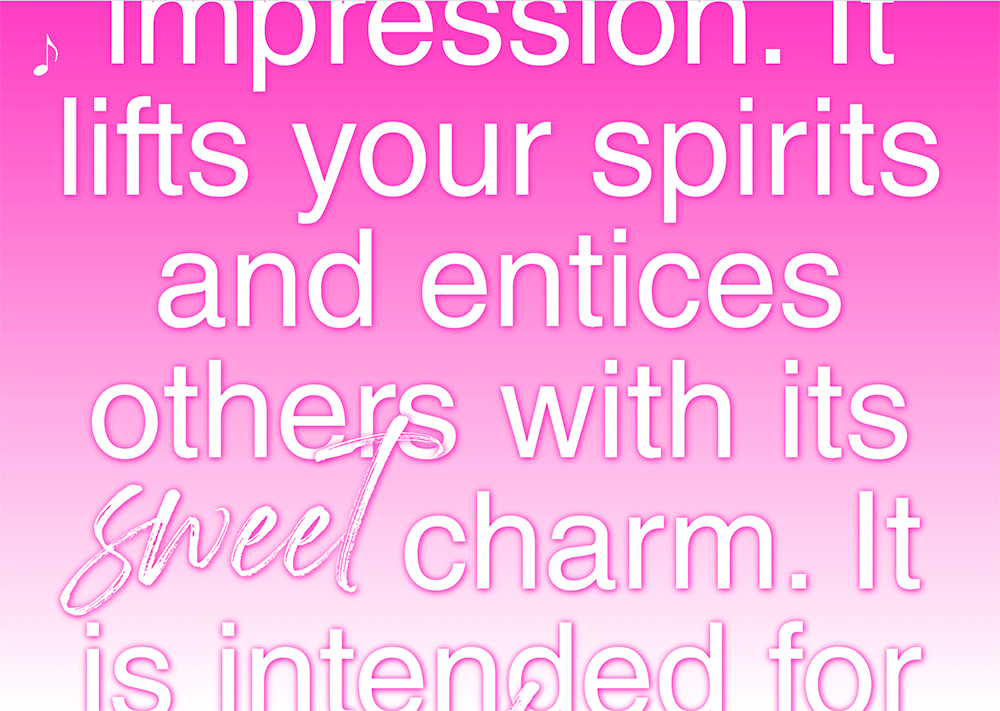 impression. It
lifts your spirits
and entices
others with its
sweet charm. It
is intended for